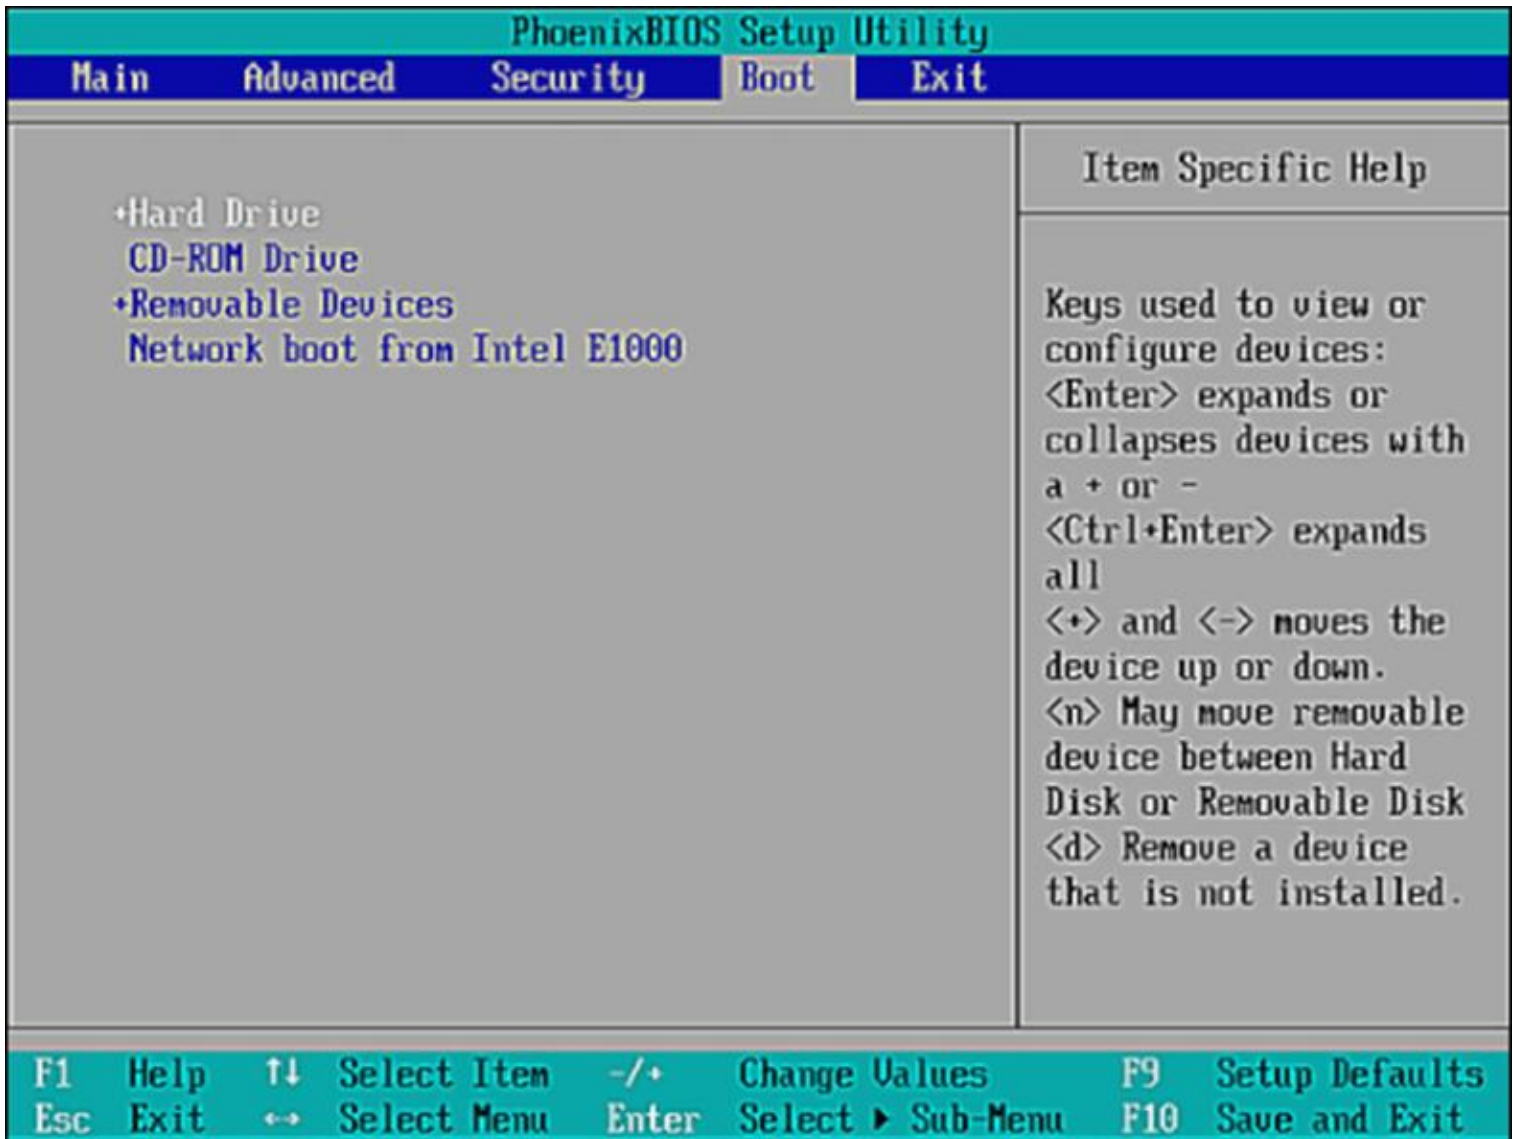 PhoenixBIOS Setup Utility
Main Advanced Security Boot Exit
+Hard Drive
CD-ROM Drive
+Removable Devices
Network boot from Intel E1000
Item Specific Help
Keys used to view or
configure devices:
<Enter> expands or
collapses devices with
a + or -
<Ctrl+Enter> expands
all
<+> and <-> moves the
device up or down.
<n> May move removable
device between Hard
Disk or Removable Disk
<d> Remove a device
that is not installed.
F1 Help ↑↓ Select Item -/+ Change Values F9 Setup Defaults
Esc Exit ↔ Select Menu Enter Select ▶ Sub-Menu F10 Save and Exit